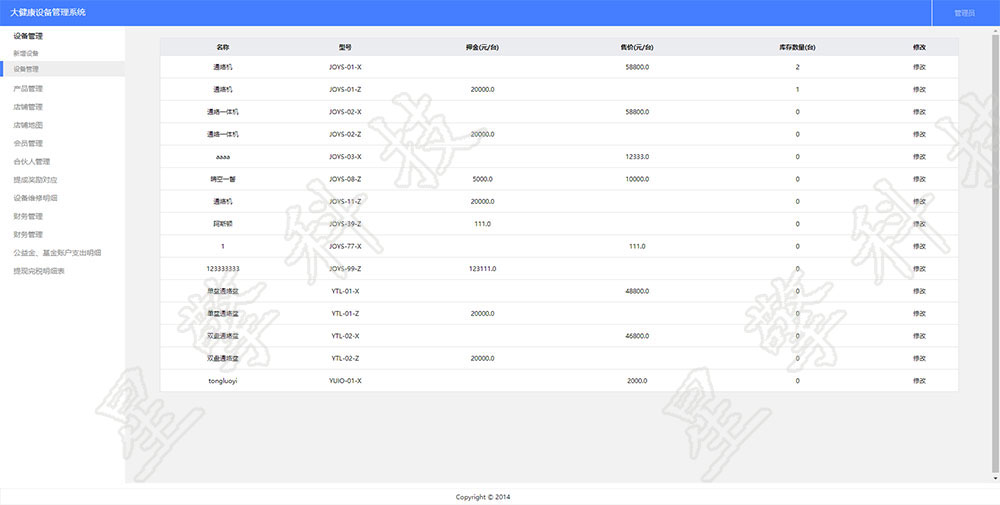 大健康设备管理系统
管理员
设备管理
新增设备
设备管理
产品管理
店铺管理
店铺地图
会员管理
合伙人管理
提成奖励对应
设备维修明细
财务管理
财务管理
公益金、基金账户支出明细
提现完税明细表
名称 型号 押金(元/台) 售价(元/台) 库存数量(台) 修改
通络机 JOYS-01-X 58800.0 2 修改
通络机 JOYS-01-Z 20000.0 1 修改
通络一体机 JOYS-02-X 58800.0 0 修改
通络一体机 JOYS-02-Z 20000.0 0 修改
aaaa JOYS-03-X 12333.0 0 修改
晴空一鹤 JOYS-08-Z 5000.0 10000.0 0 修改
通络机 JOYS-11-Z 20000.0 0 修改
阿斯顿 JOYS-39-Z 111.0 0 修改
1 JOYS-77-X 111.0 0 修改
123333333 JOYS-99-Z 123111.0 0 修改
单盆通络盆 YTL-01-X 48800.0 0 修改
单盆通络盆 YTL-01-Z 20000.0 0 修改
双盘通络盆 YTL-02-X 46800.0 0 修改
双盘通络盆 YTL-02-Z 20000.0 0 修改
tongluoyi YUIO-01-X 2000.0 0 修改
星擎科技
星擎科技
Copyright © 2014